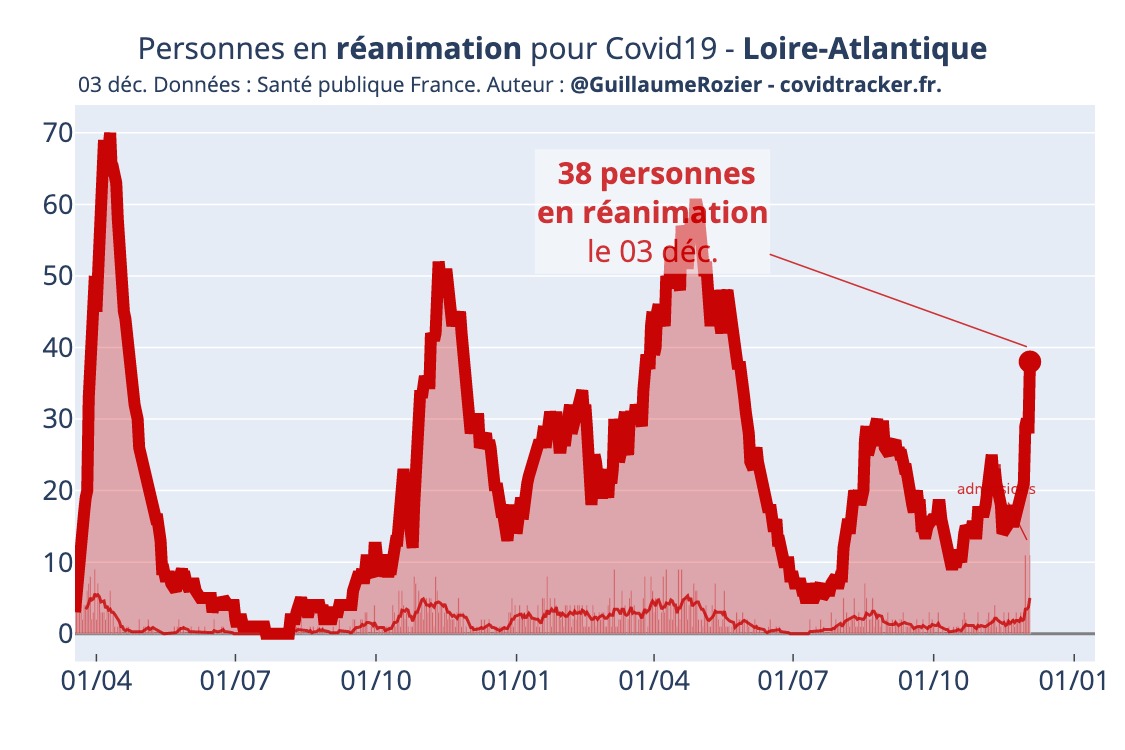 Personnes en réanimation pour Covid19 - Loire-Atlantique
03 déc. Données : Santé publique France. Auteur : @GuillaumeRozier - covidtracker.fr.
70
38 personnes
60
en réanimation
le 03 déc.
50
40
30
20
admissions
10
0
01/04 01/07 01/10 01/01 01/04 01/07 01/10 01/01